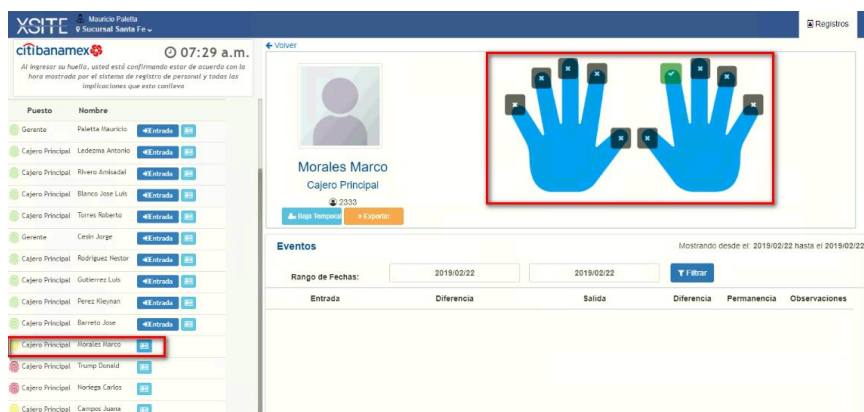 XSITE
Mauricio Paletta
Sucursal Santa Fe
Registros
citibanamex
07:29 a.m.
Al ingresar su huella, usted está confirmando estar de acuerdo con la
hora mostrada por el sistema de registro de personal y todas las
implicaciones que esto conlleva
Puesto Nombre
Gerente Paletta Mauricio Entrada
Cajero Principal Ledezma Antonio Entrada
Cajero Principal Rivero Amisadai Entrada
Cajero Principal Blanco Jose Luis Entrada
Cajero Principal Torres Roberto Entrada
Gerente Cesin Jorge Entrada
Cajero Principal Rodriguez Nestor Entrada
Cajero Principal Gutierrez Luis Entrada
Cajero Principal Perez Kleynan Entrada
Cajero Principal Barreto Jose Entrada
Cajero Principal Morales Marco
Cajero Principal Trump Donald
Cajero Principal Noriega Carlos
Cajero Principal Campos Juana
Volver
Morales Marco
Cajero Principal
2333
Baja Temporal Exportar
Eventos
Mostrando desde el: 2019/02/22 hasta el 2019/02/22
Rango de Fechas: 2019/02/22 2019/02/22 Filtrar
Entrada Diferencia Salida Diferencia Permanencia Observaciones